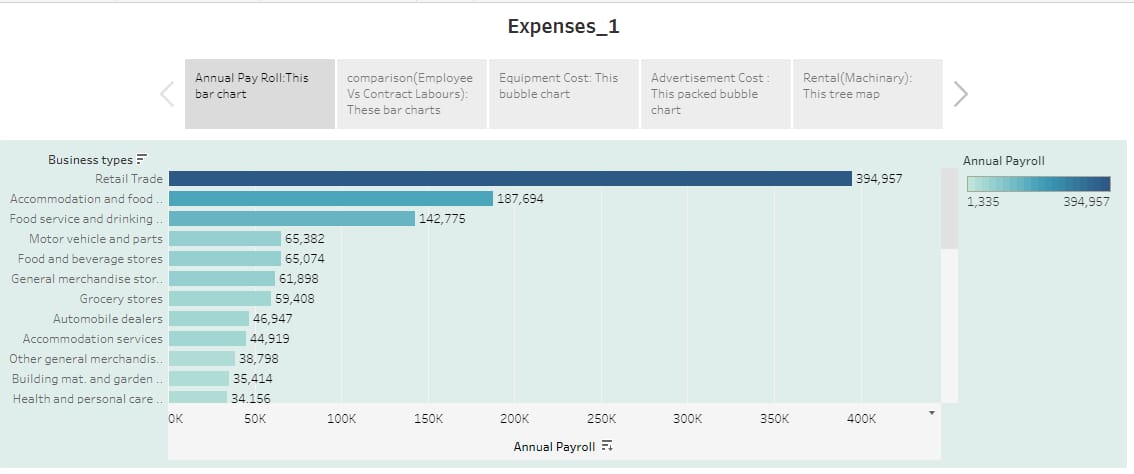 Expenses_1
Annual Pay Roll:This
bar chart
comparison(Employee
Vs Contract Labours):
These bar charts
Equipment Cost: This
bubble chart
Advertisement Cost :
This packed bubble
chart
Rental(Machinary):
This tree map
Business types
Annual Payroll
1,335 394,957
Retail Trade 394,957
Accommodation and food .. 187,694
Food service and drinking .. 142,775
Motor vehicle and parts 65,382
Food and beverage stores 65,074
General merchandise stor.. 61,898
Grocery stores 59,408
Automobile dealers 46,947
Accommodation services 44,919
Other general merchandis.. 38,798
Building mat. and garden .. 35,414
Health and personal care .. 34,156
0K 50K 100K 150K 200K 250K 300K 350K 400K
Annual Payroll